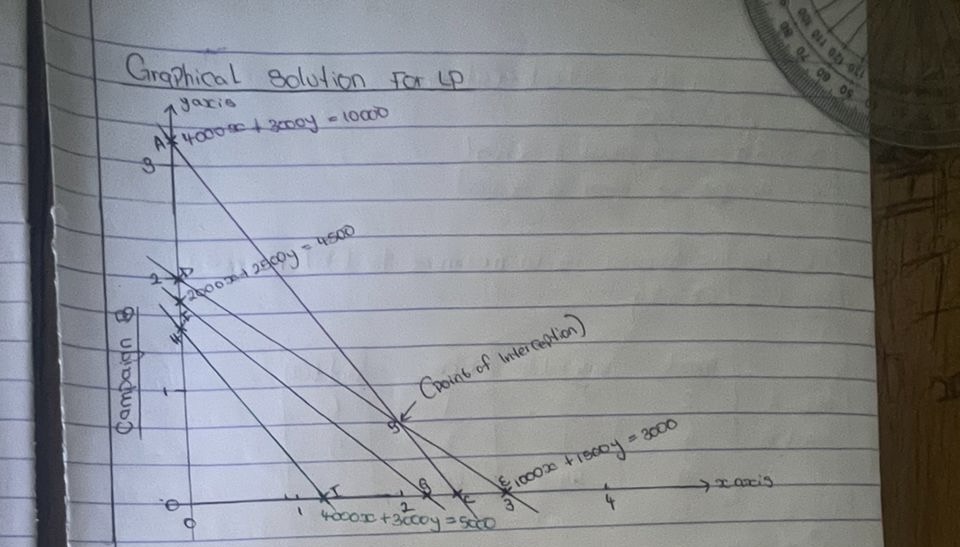 Graphical Solution For LP
y axis
A 4000x + 3000y = 10000
3
2 D
2000x + 2500y = 4500
F
H
Campaign B
1
(point of Interception)
J
1000x + 1500y = 3000
0 1 I 2 G C E 3 4 x axis
0
4000x + 3000y = 5000